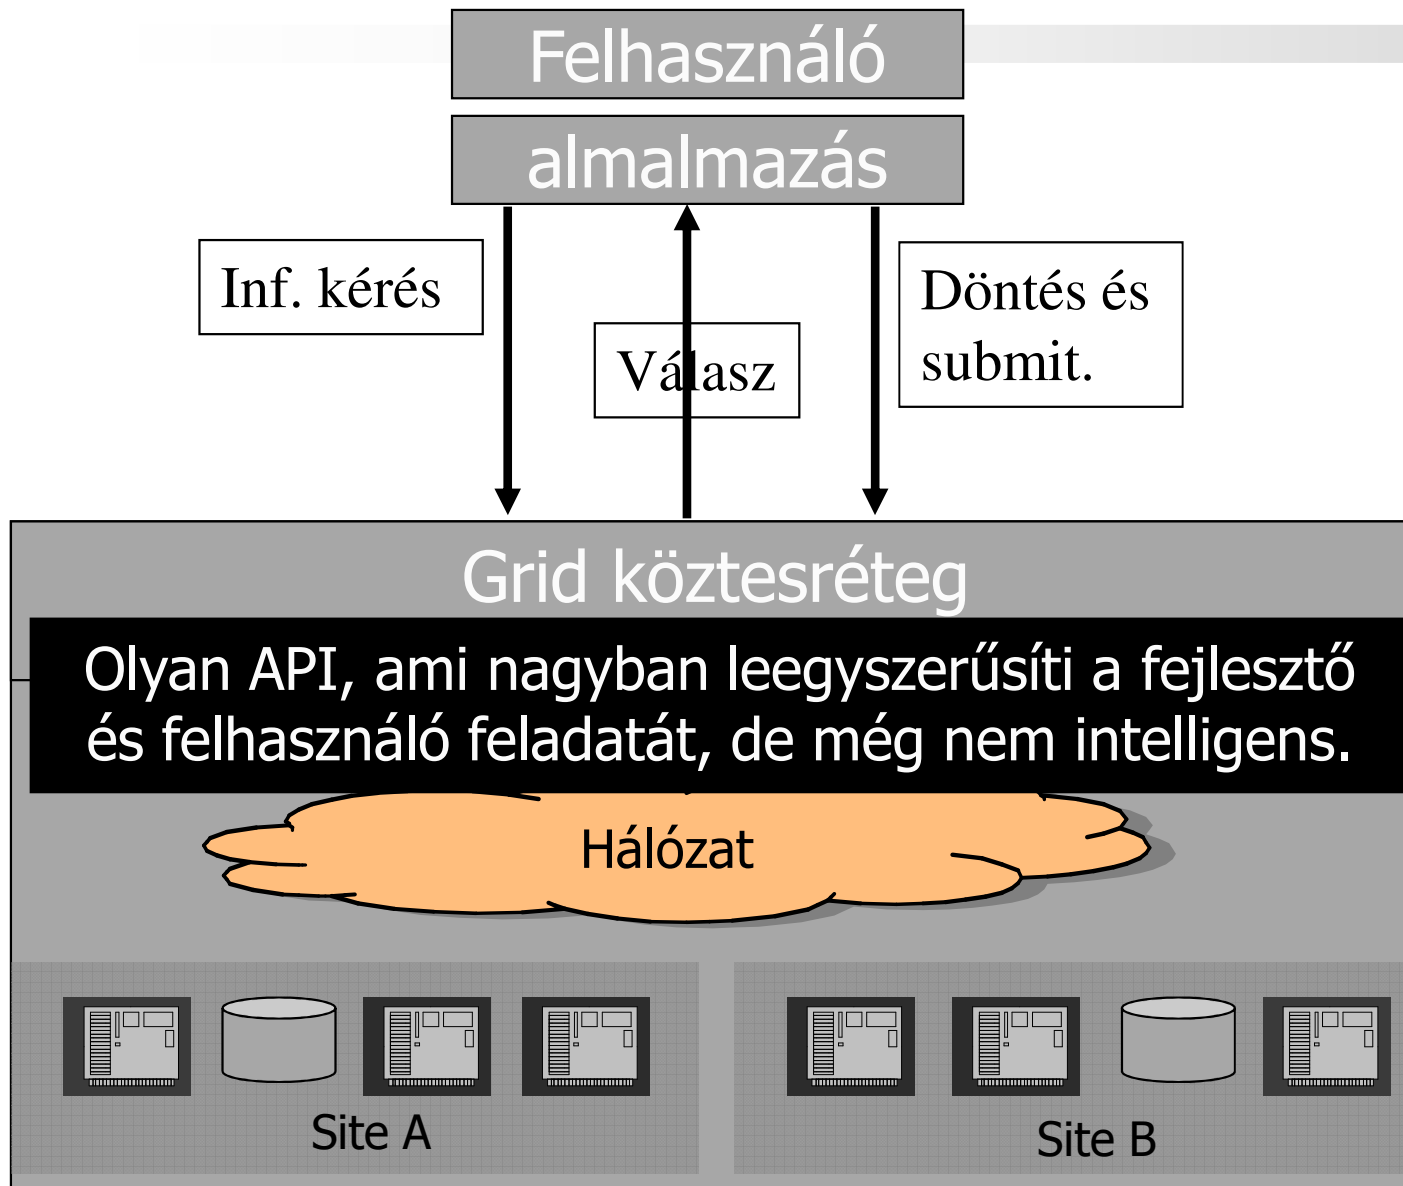 Felhasználó
almalmazás
Inf. kérés
Válasz
Döntés és
submit.
Grid köztesréteg
Olyan API, ami nagyban leegyszerűsíti a fejlesztő
és felhasználó feladatát, de még nem intelligens.
Hálózat
Site A
Site B